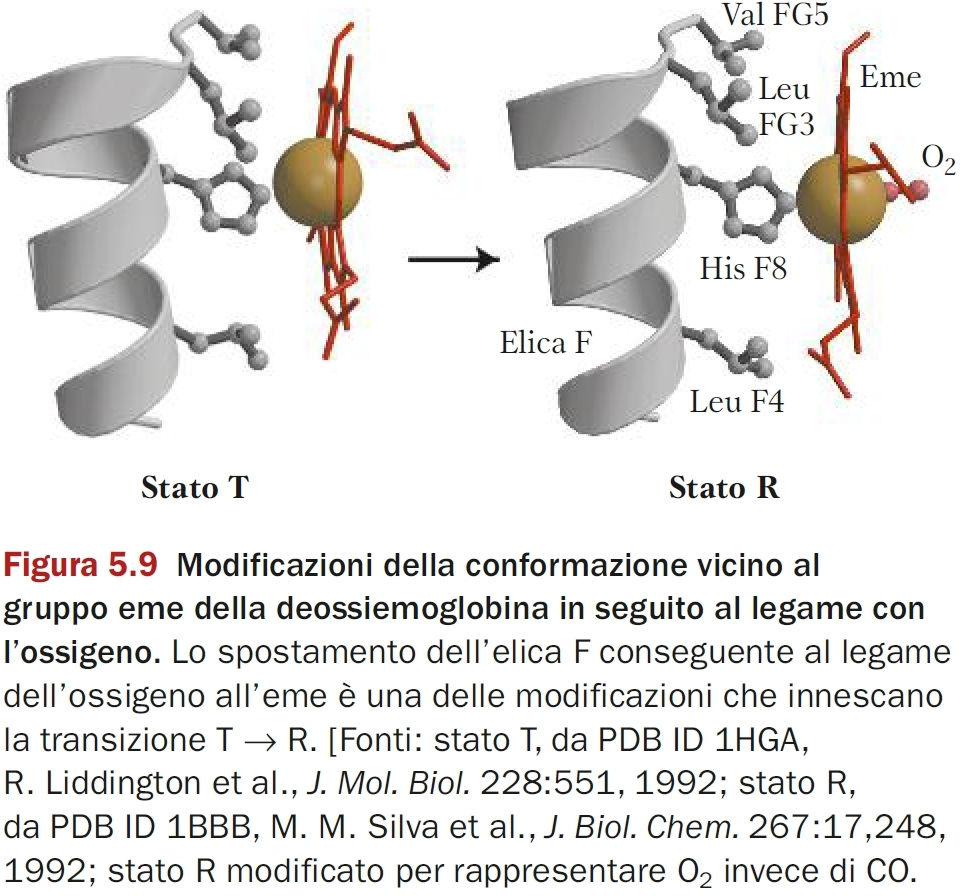 Val FG5
Eme
Leu
FG3
O₂
His F8
Elica F
Leu F4
Stato T
Stato R
Figura 5.9 Modificazioni della conformazione vicino al
gruppo eme della deossiemoglobina in seguito al legame con
l'ossigeno. Lo spostamento dell'elica F conseguente al legame
dell'ossigeno all'eme è una delle modificazioni che innescano
la transizione T → R. [Fonti: stato T, da PDB ID 1HGA,
R. Liddington et al., J. Mol. Biol. 228:551, 1992; stato R,
da PDB ID 1BBB, M. M. Silva et al., J. Biol. Chem. 267:17,248,
1992; stato R modificato per rappresentare O₂ invece di CO.